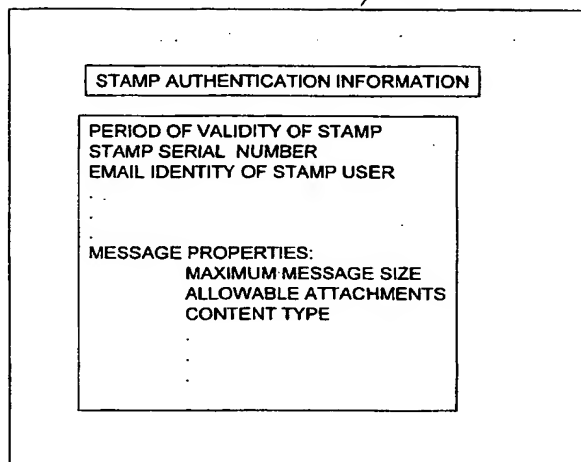 STAMP AUTHENTICATION INFORMATION
PERIOD OF VALIDITY OF STAMP
STAMP SERIAL NUMBER
EMAIL IDENTITY OF STAMP USER
.
.
.
MESSAGE PROPERTIES:
MAXIMUM MESSAGE SIZE
ALLOWABLE ATTACHMENTS
CONTENT TYPE
.
.
.